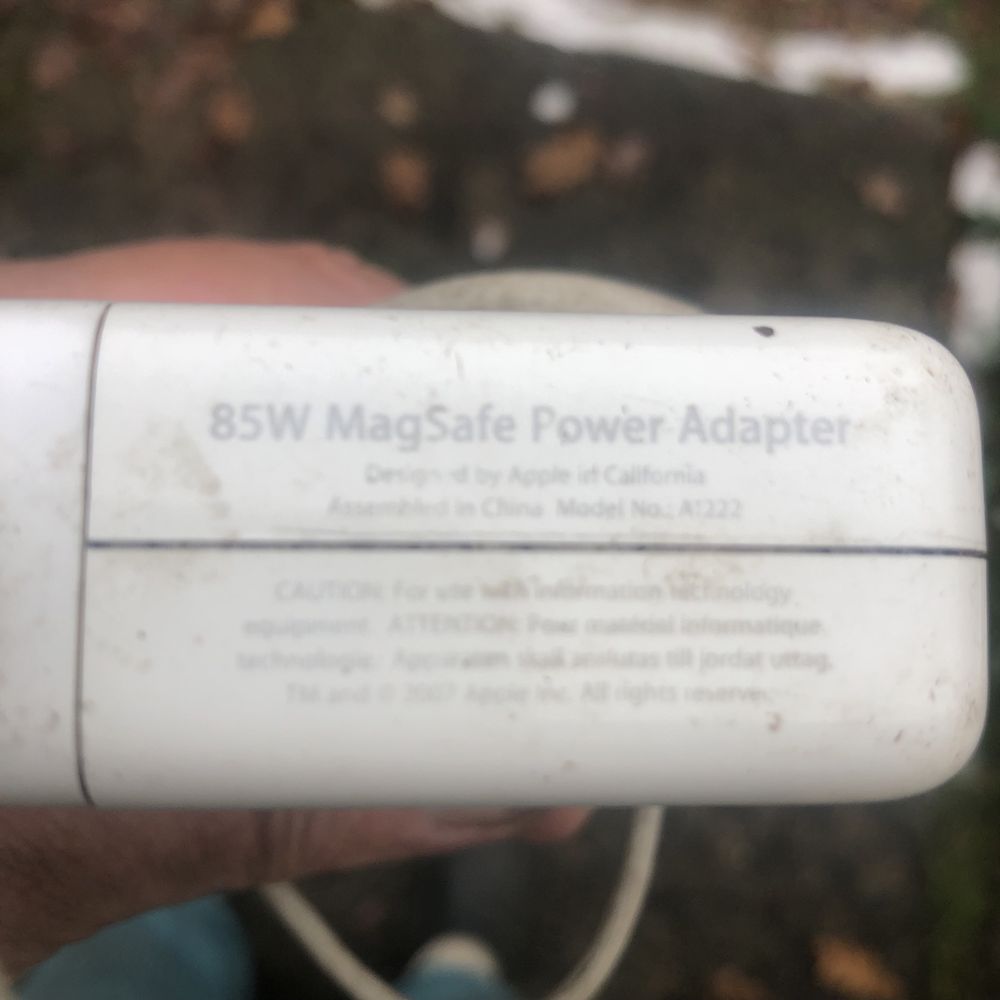 85W MagSafe Power Adapter
Designed by Apple in California
Assembled in China Model No.: A1222
CAUTION: For use with information technology
equipment. ATTENTION: Pour matériel informatique.
technologie. Apparaten skall anslutas till jordat uttag.
TM and © 2007 Apple Inc. All rights reserved.